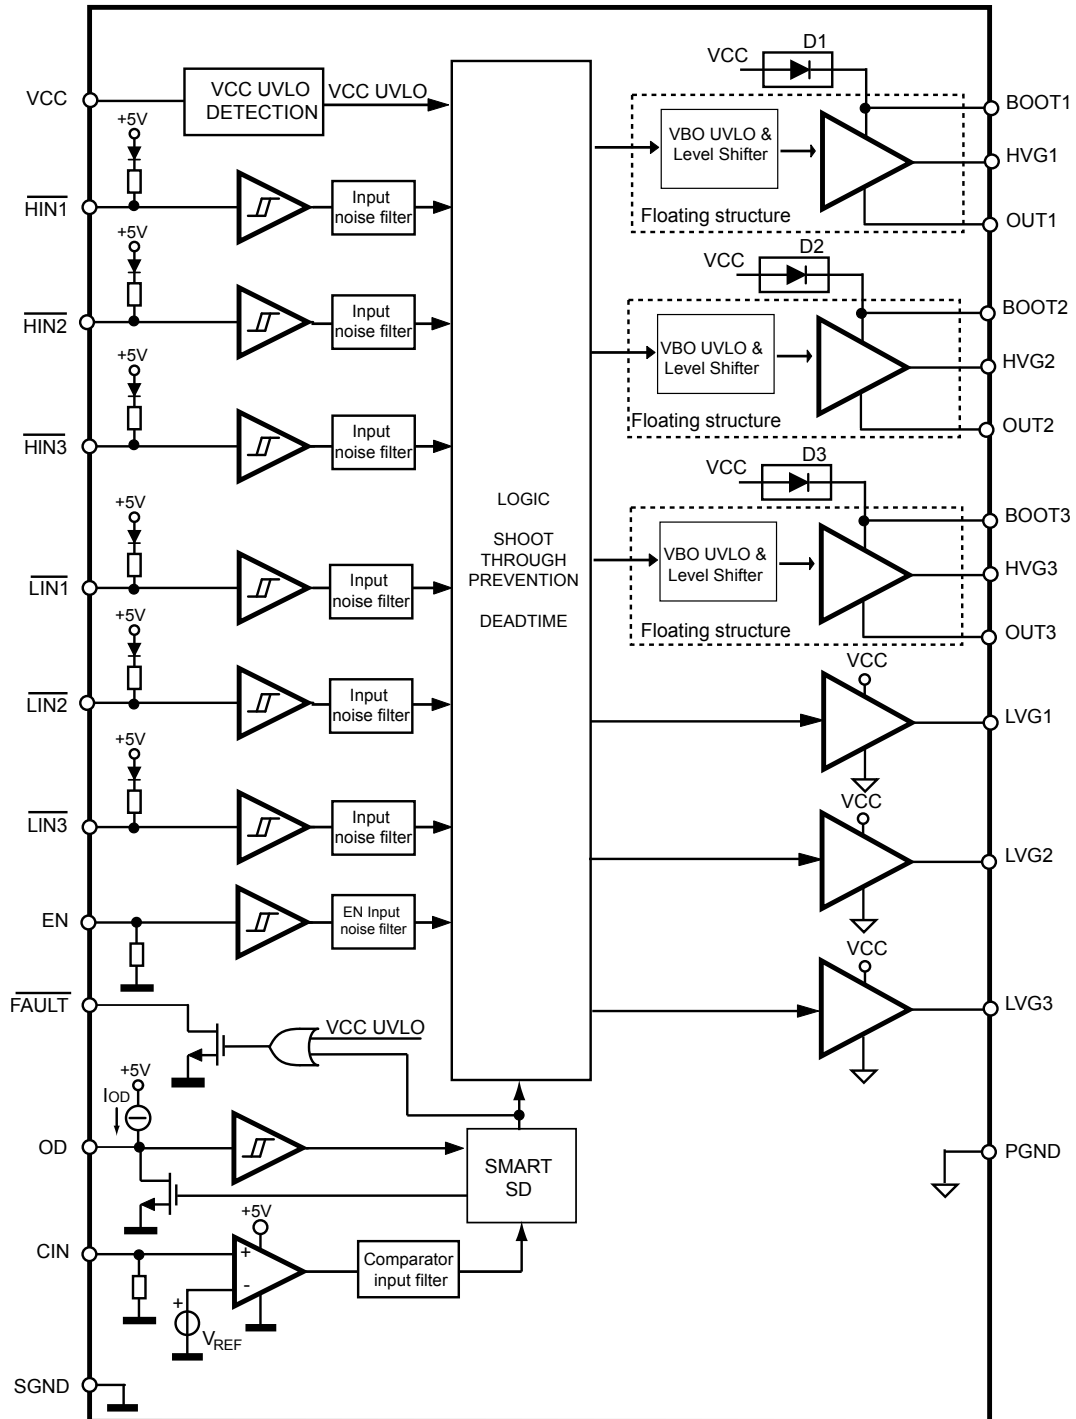 VCC
VCC UVLO
DETECTION
VCC UVLO
+5V
HIN1
Input
noise filter
+5V
HIN2
Input
noise filter
+5V
HIN3
Input
noise filter
+5V
LIN1
Input
noise filter
+5V
LIN2
Input
noise filter
+5V
LIN3
Input
noise filter
EN
EN Input
noise filter
FAULT
VCC UVLO
+5V
IOD
OD
SMART
SD
CIN
+5V
+
-
Comparator
input filter
+
VREF
SGND
LOGIC
SHOOT
THROUGH
PREVENTION
DEADTIME
D1
VCC
BOOT1
VBO UVLO &
Level Shifter
HVG1
Floating structure
OUT1
D2
VCC
BOOT2
VBO UVLO &
Level Shifter
HVG2
Floating structure
OUT2
D3
VCC
BOOT3
VBO UVLO &
Level Shifter
HVG3
Floating structure
OUT3
VCC
LVG1
VCC
LVG2
VCC
LVG3
PGND